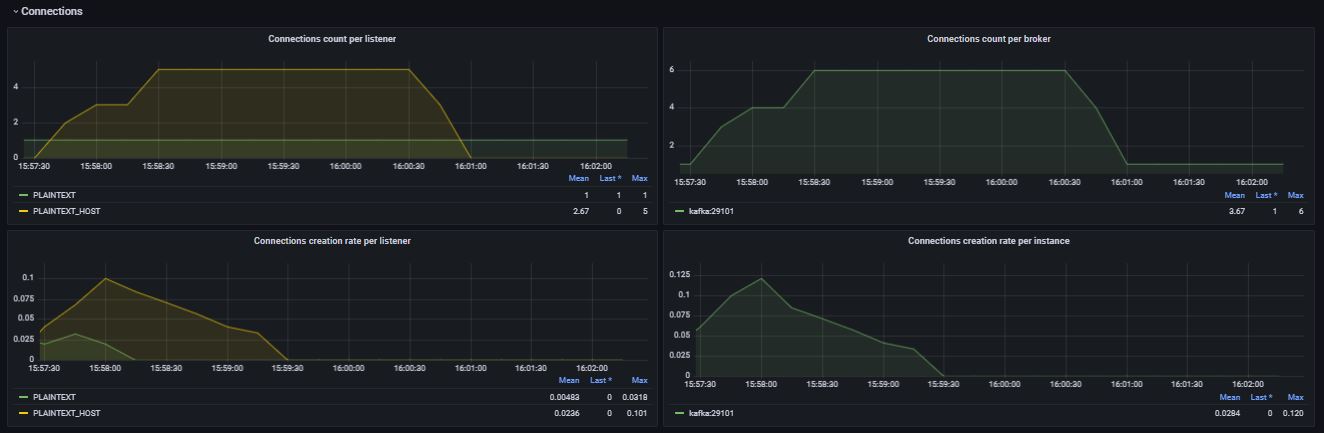 Connections
Connections count per listener
4
2
0
15:57:30 15:58:00 15:58:30 15:59:00 15:59:30 16:00:00 16:00:30 16:01:00 16:01:30 16:02:00
Mean Last * Max
PLAINTEXT 1 1 1
PLAINTEXT_HOST 2.67 0 5
Connections count per broker
6
4
2
15:57:30 15:58:00 15:58:30 15:59:00 15:59:30 16:00:00 16:00:30 16:01:00 16:01:30 16:02:00
Mean Last * Max
kafka:29101 3.67 1 6
Connections creation rate per listener
0.1
0.075
0.05
0.025
0
15:57:30 15:58:00 15:58:30 15:59:00 15:59:30 16:00:00 16:00:30 16:01:00 16:01:30 16:02:00
Mean Last * Max
PLAINTEXT 0.00483 0 0.0318
PLAINTEXT_HOST 0.0236 0 0.101
Connections creation rate per instance
0.125
0.1
0.075
0.05
0.025
0
15:57:30 15:58:00 15:58:30 15:59:00 15:59:30 16:00:00 16:00:30 16:01:00 16:01:30 16:02:00
Mean Last * Max
kafka:29101 0.0284 0 0.120